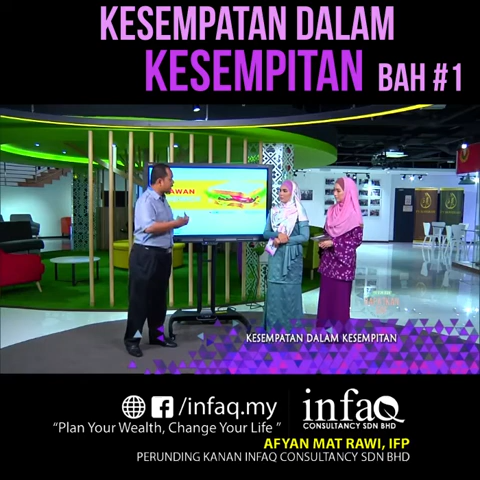 KESEMPATAN DALAM
KESEMPITAN BAH #1
AWAN
KESEMPATAN DALAM KESEMPITAN
/infaq.my
"Plan Your Wealth, Change Your Life "
infaQ
CONSULTANCY SDN BHD
AFYAN MAT RAWI, IFP
PERUNDING KANAN INFAQ CONSULTANCY SDN BHD